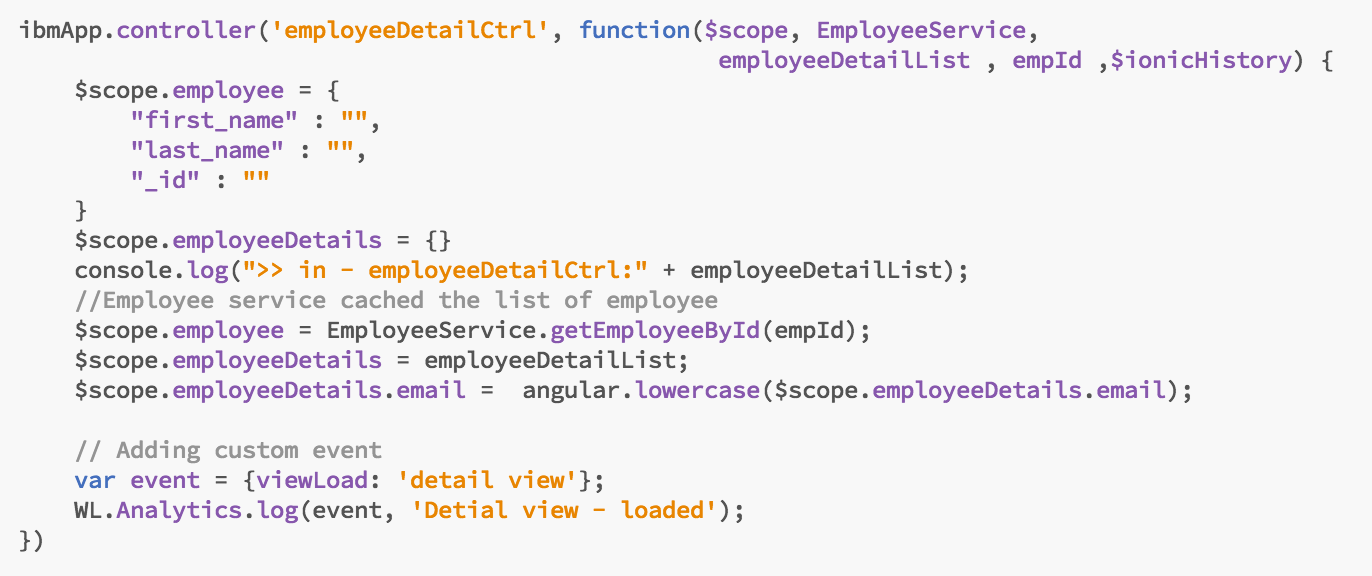 ibmApp.controller('employeeDetailCtrl', function($scope, EmployeeService,
employeeDetailList , empId ,$ionicHistory) {
$scope.employee = {
"first_name" : "",
"last_name" : "",
"_id" : ""
}
$scope.employeeDetails = {}
console.log(">> in - employeeDetailCtrl:" + employeeDetailList);
//Employee service cached the list of employee
$scope.employee = EmployeeService.getEmployeeById(empId);
$scope.employeeDetails = employeeDetailList;
$scope.employeeDetails.email =  angular.lowercase($scope.employeeDetails.email);
// Adding custom event
var event = {viewLoad: 'detail view'};
WL.Analytics.log(event, 'Detial view - loaded');
})